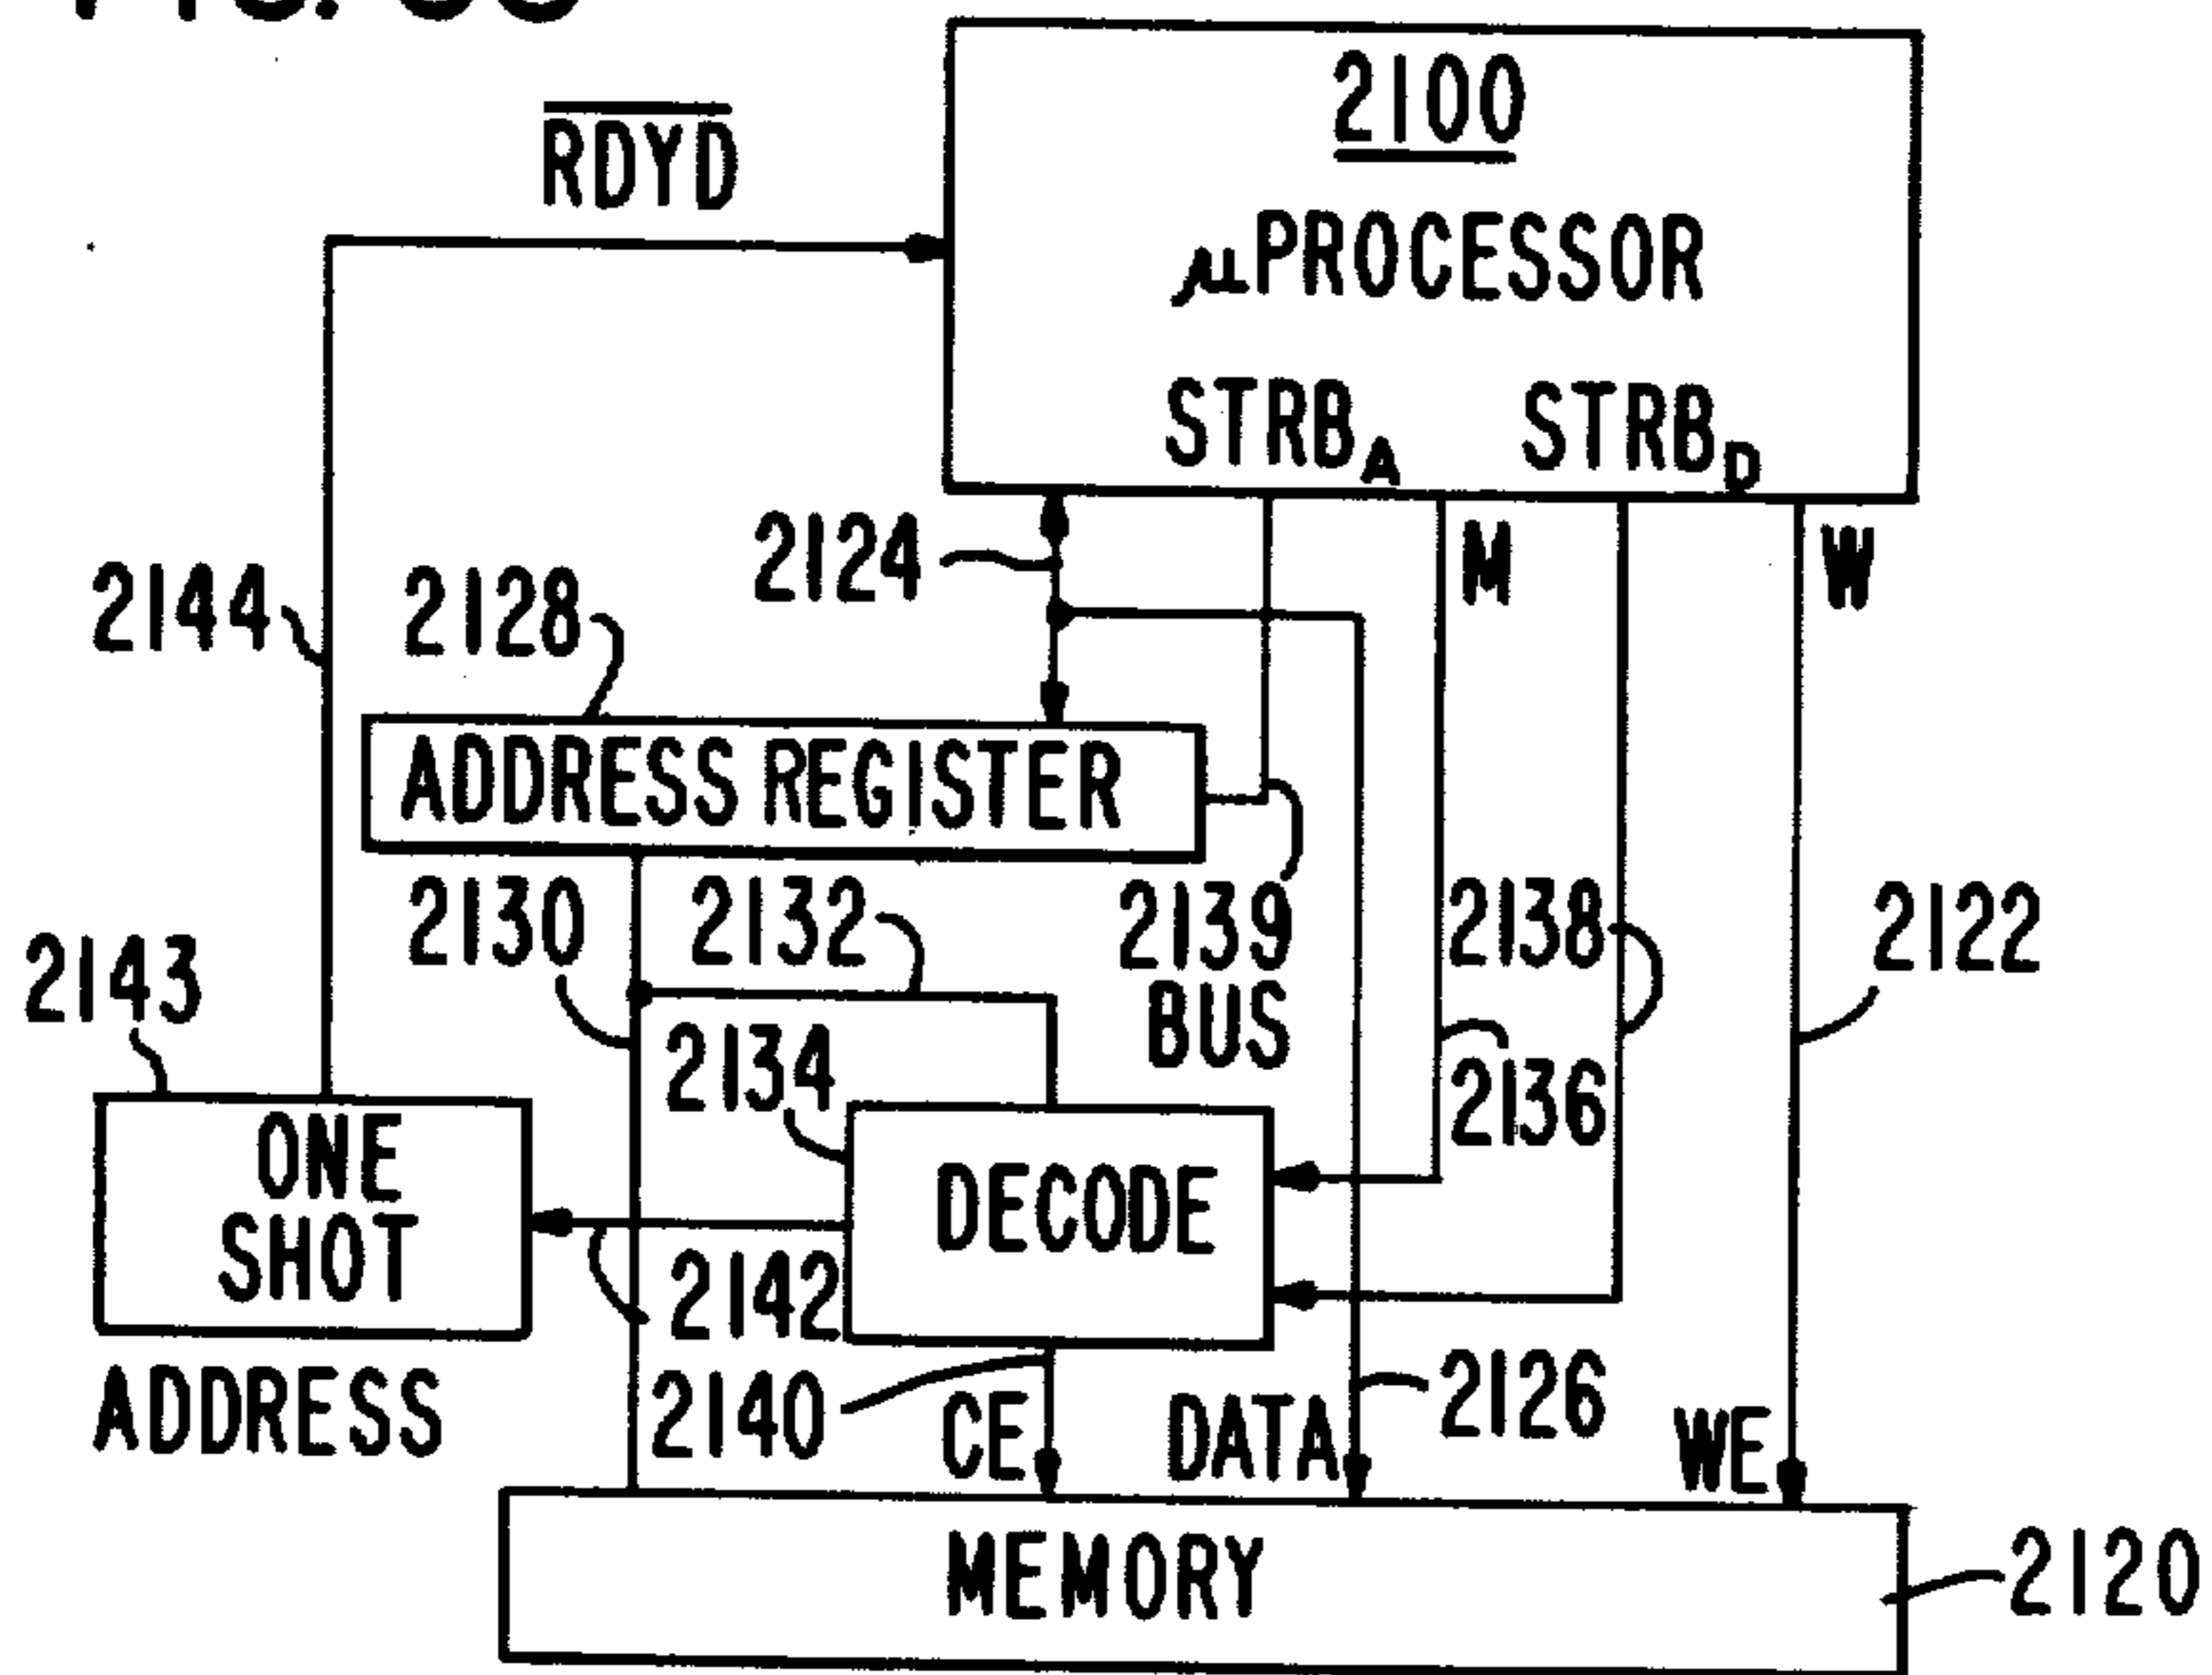 2100
RDYD
µPROCESSOR
STRBA STRBD
2124
M
W
2144
2128
ADDRESS REGISTER
2130
2132
2139
BUS
2138
2122
2143
2134
2136
ONE
SHOT
DECODE
2142
ADDRESS
2140
CE
DATA
2126
WE
MEMORY
2120